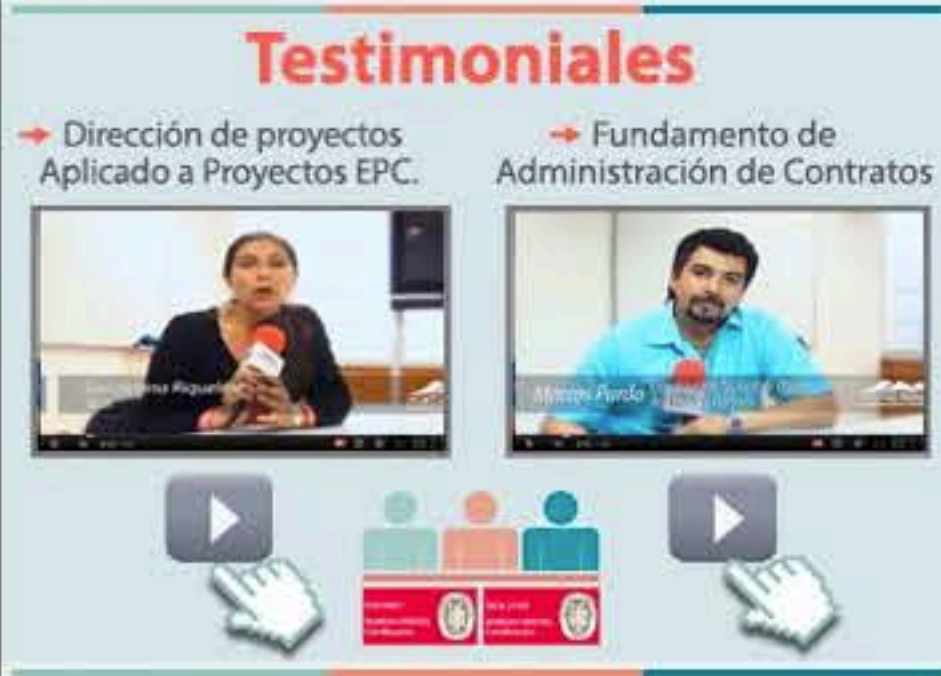 Testimoniales
Dirección de proyectos
Aplicado a Proyectos EPC.
Fundamento de
Administración de Contratos
Marcos Pardo